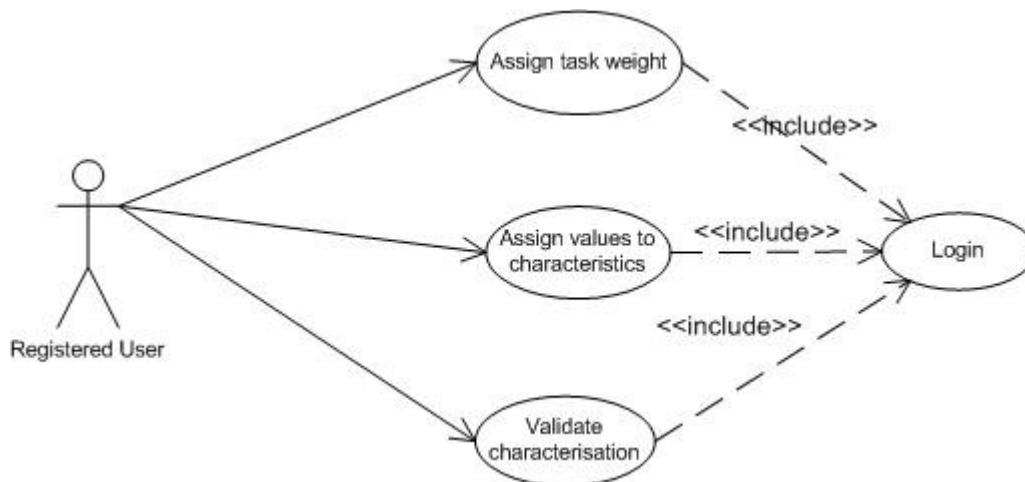 Assign task weight
<<include>>
Assign values to
characteristics
<<include>>
Login
<<include>>
Registered User
Validate
characterisation